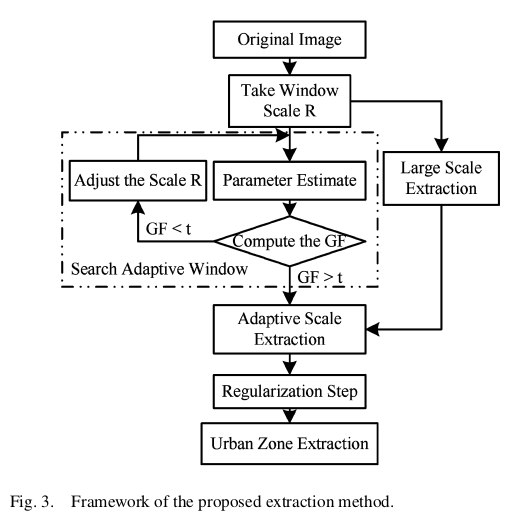 Original Image
Take Window
Scale R
Adjust the Scale R
Parameter Estimate
Large Scale
Extraction
GF < t
Compute the GF
Search Adaptive Window
GF > t
Adaptive Scale
Extraction
Regularization Step
Urban Zone Extraction
Fig. 3. Framework of the proposed extraction method.